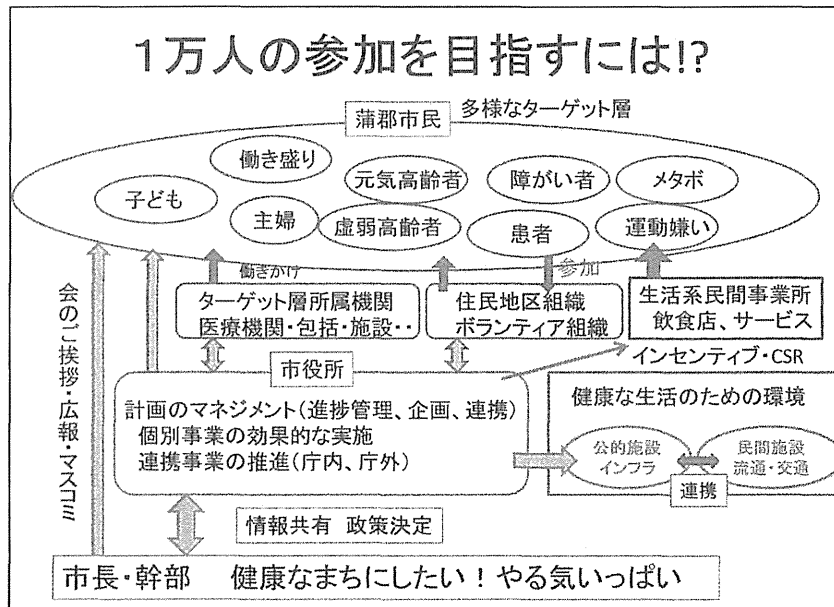 1万人の参加を目指すには!?
多様なターゲット層
蒲郡市民
働き盛り
元気高齢者
障がい者
メタボ
子ども
主婦
虚弱高齢者
患者
運動嫌い
働きかけ
参加
ターゲット層所属機関
医療機関・包括・施設・・
住民地区組織
ボランティア組織
生活系民間事業所
飲食店、サービス
インセンティブ・CSR
市役所
計画のマネジメント(進捗管理、企画、連携)
個別事業の効果的な実施
連携事業の推進(庁内、庁外)
健康な生活のための環境
公的施設
インフラ
民間施設
流通・交通
連携
会のご挨拶・広報・マスコミ
情報共有 政策決定
市長・幹部 健康なまちにしたい!やる気いっぱい